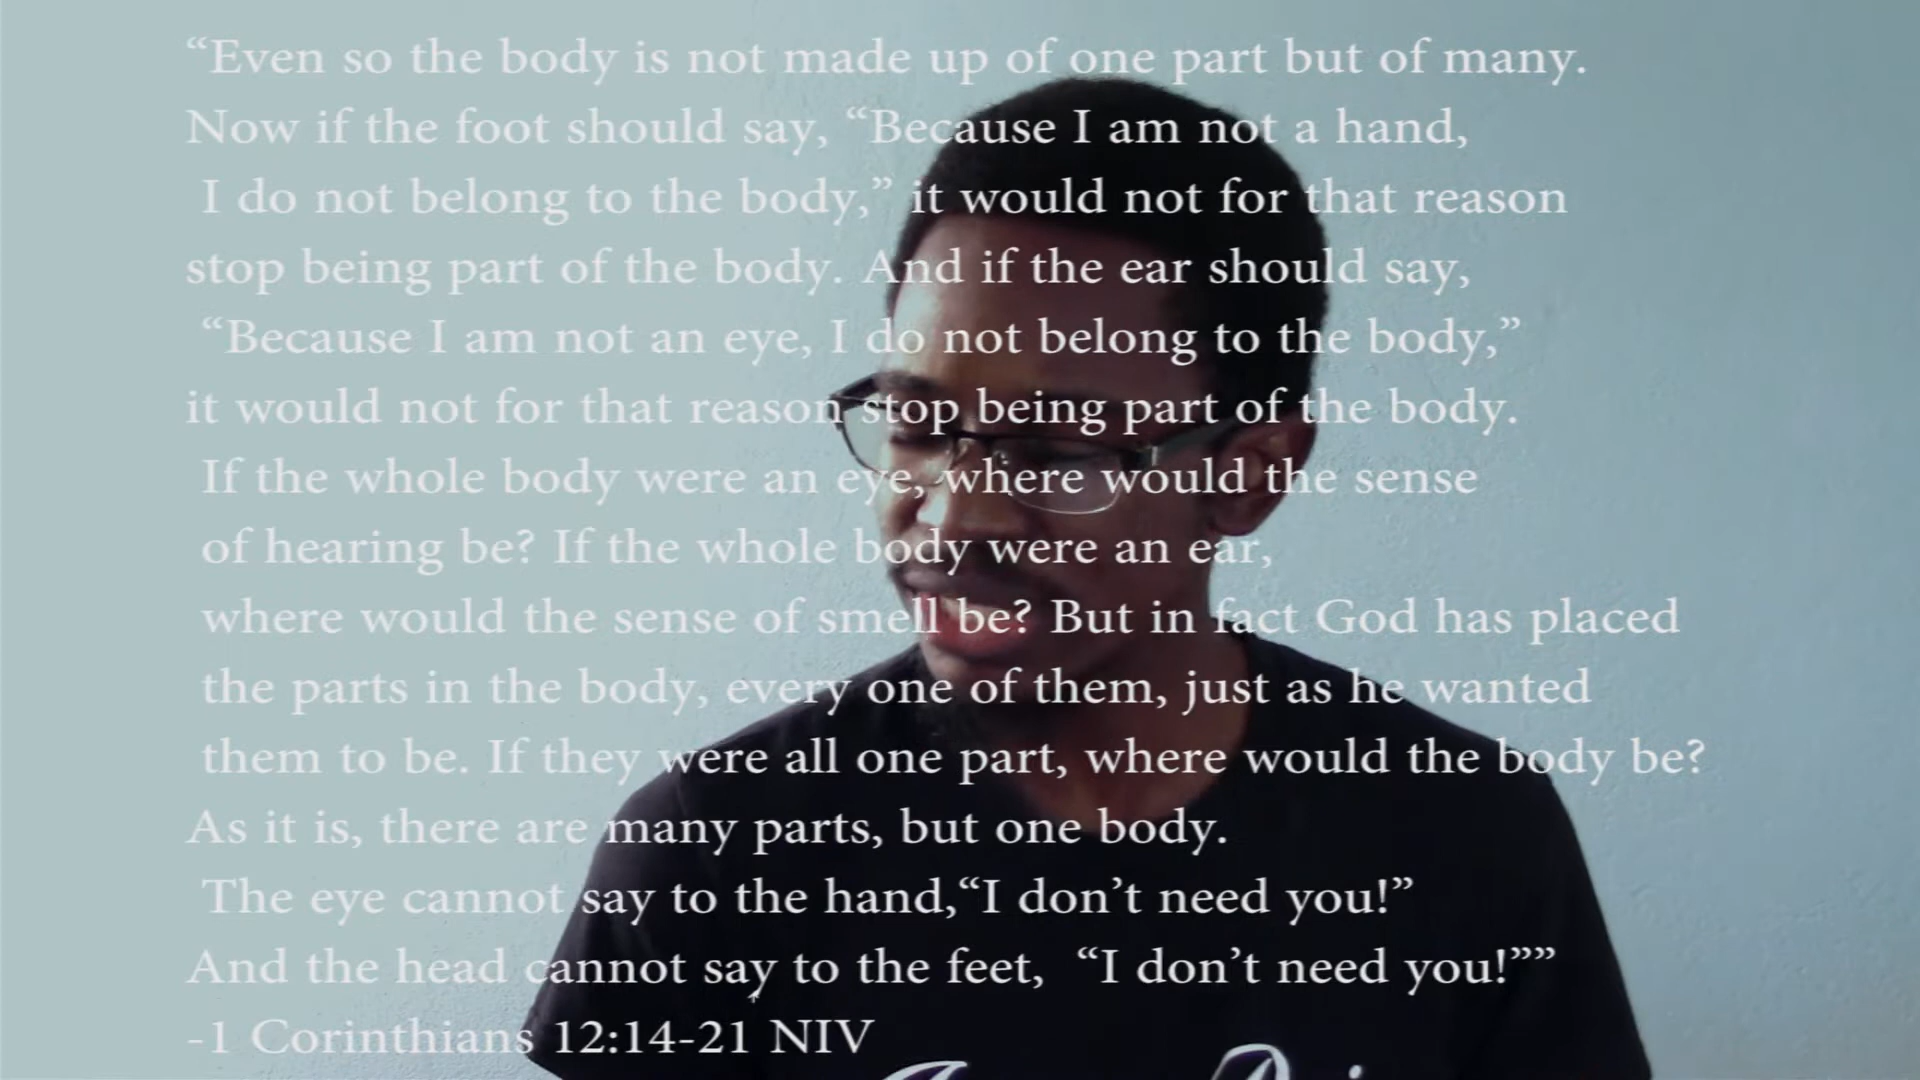 “Even so the body is not made up of one part but of many.
Now if the foot should say, “Because I am not a hand,
I do not belong to the body,” it would not for that reason
stop being part of the body. And if the ear should say,
“Because I am not an eye, I do not belong to the body,”
it would not for that reason stop being part of the body.
If the whole body were an eye, where would the sense
of hearing be? If the whole body were an ear,
where would the sense of smell be? But in fact God has placed
the parts in the body, every one of them, just as he wanted
them to be. If they were all one part, where would the body be?
As it is, there are many parts, but one body.
The eye cannot say to the hand,“I don’t need you!”
And the head cannot say to the feet, “I don’t need you!””
-1 Corinthians 12:14-21 NIV